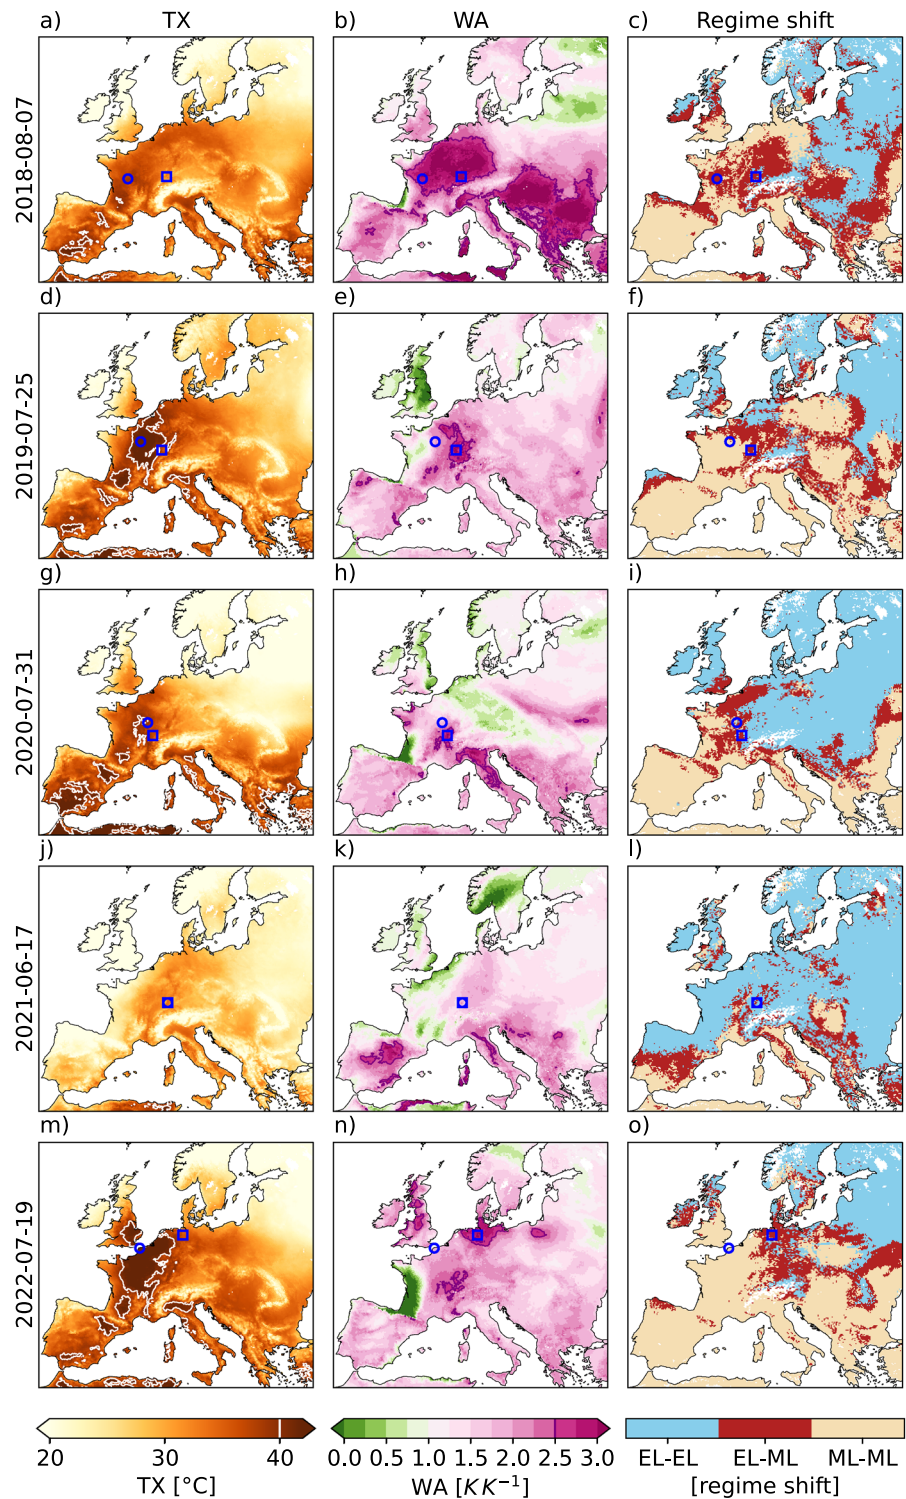 a) TX b) WA c) Regime shift
2018-08-07
d) e) f)
2019-07-25
g) h) i)
2020-07-31
j) k) l)
2021-06-17
m) n) o)
2022-07-19
20 30 40 0.0 0.5 1.0 1.5 2.0 2.5 3.0 EL-EL EL-ML ML-ML
TX [°C] WA [K K⁻¹] [regime shift]